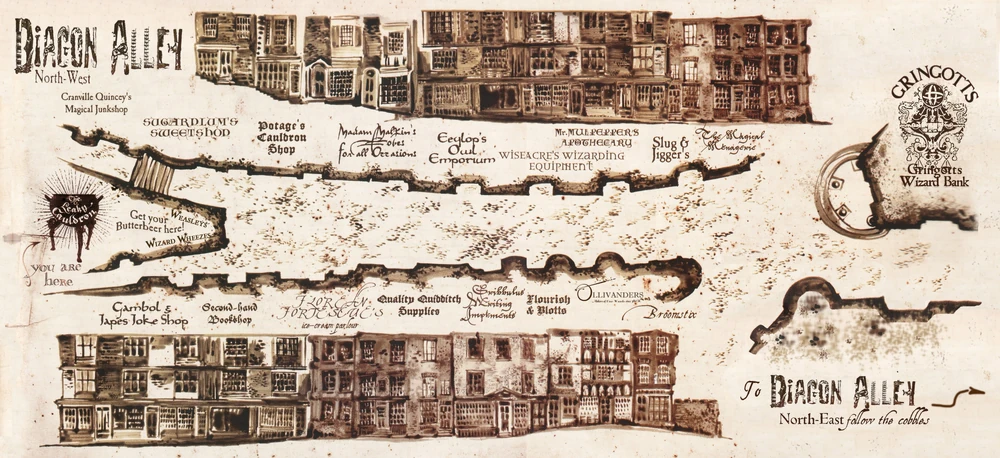 DIAGON ALLEY
North-West
Cranville Quincey's
Magical Junkshop
SUGARPLUM'S
SWEETSHOP
Potage's
Cauldron
Shop
Madam Malkin's
Robes
for all Occasions
Eeylop's
Owl
Emporium
Mr. MULPEPPER'S
APOTHECARY
WISEACRE'S WIZARDING
EQUIPMENT
Slug &
Jigger's
The Magical
Menagerie
GRINGOTTS
Gringotts
Wizard Bank
The
Leaky
Cauldron
Get your
Butterbeer here!
WEASLEYS'
WIZARD WHEEZES
YOU ARE
here
Gambol &
Japes Joke Shop
Second-hand
Bookshop
FLOREAN
FORTESCUE'S
ice-cream parlour
Quality Quidditch
Supplies
Scribbulus
Writing
Implements
Flourish
& Blotts
OLLIVANDERS
Broomstix
To DIAGON ALLEY
North-East follow the cobbles